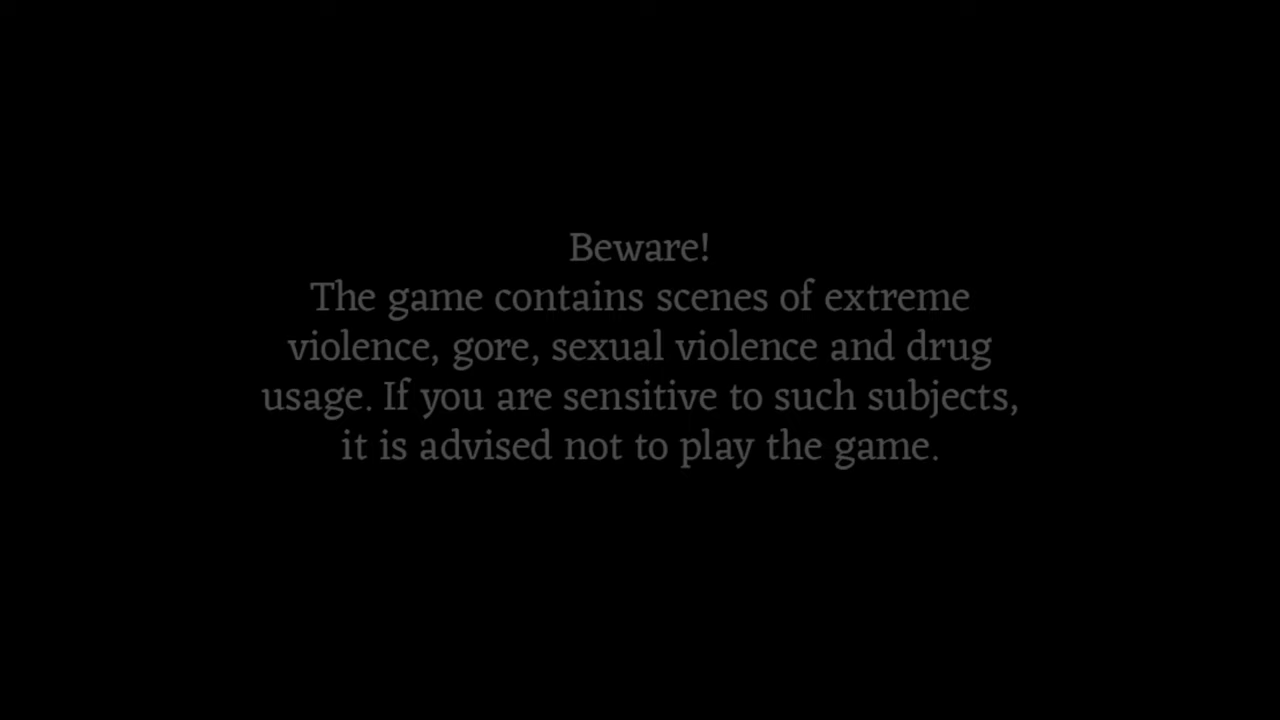 Beware!
The game contains scenes of extreme
violence, gore, sexual violence and drug
usage. If you are sensitive to such subjects,
it is advised not to play the game.